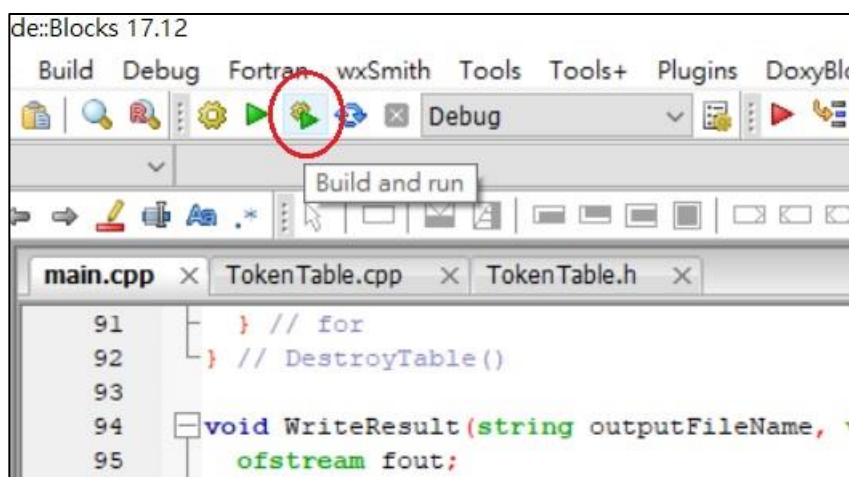 de::Blocks 17.12
Build Debug Fortran wxSmith Tools Tools+ Plugins DoxyBlo
Debug
Build and run
main.cpp TokenTable.cpp TokenTable.h
91 } // for
92 } // DestroyTable()
93
94 void WriteResult(string outputFileName, v
95 ofstream fout;